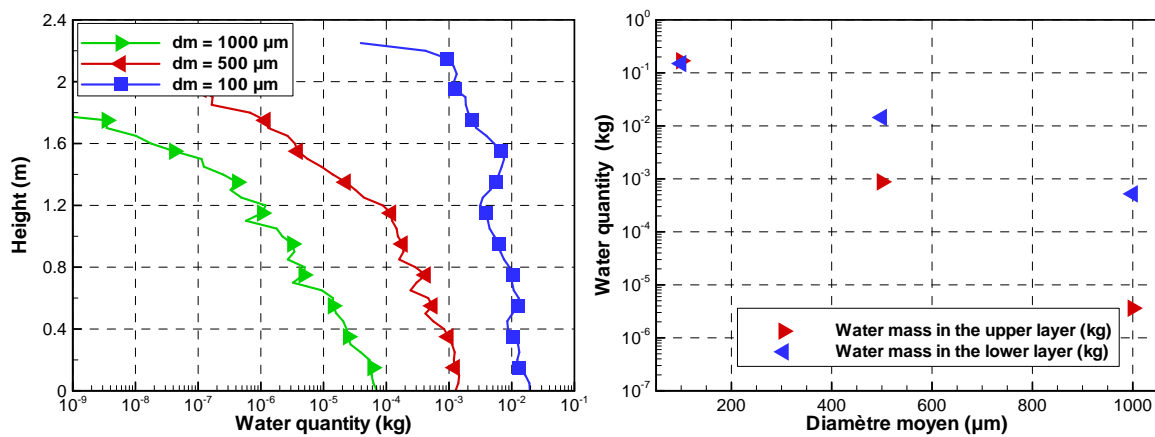 2.4
2
1.6
1.2
0.8
0.4
0
Height (m)
dm = 1000 µm
dm = 500 µm
dm = 100 µm
10⁻⁹ 10⁻⁸ 10⁻⁷ 10⁻⁶ 10⁻⁵ 10⁻⁴ 10⁻³ 10⁻² 10⁻¹
Water quantity (kg)
10⁰
10⁻¹
10⁻²
10⁻³
10⁻⁴
10⁻⁵
10⁻⁶
10⁻⁷
Water quantity (kg)
Water mass in the upper layer (kg)
Water mass in the lower layer (kg)
200 400 600 800 1000
Diamètre moyen (µm)